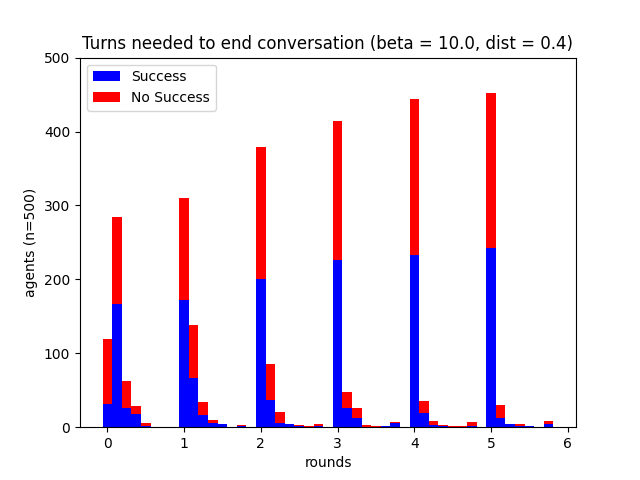 Turns needed to end conversation (beta = 10.0, dist = 0.4)
Success
No Success
500
400
300
200
100
0
agents (n=500)
0 1 2 3 4 5 6
rounds